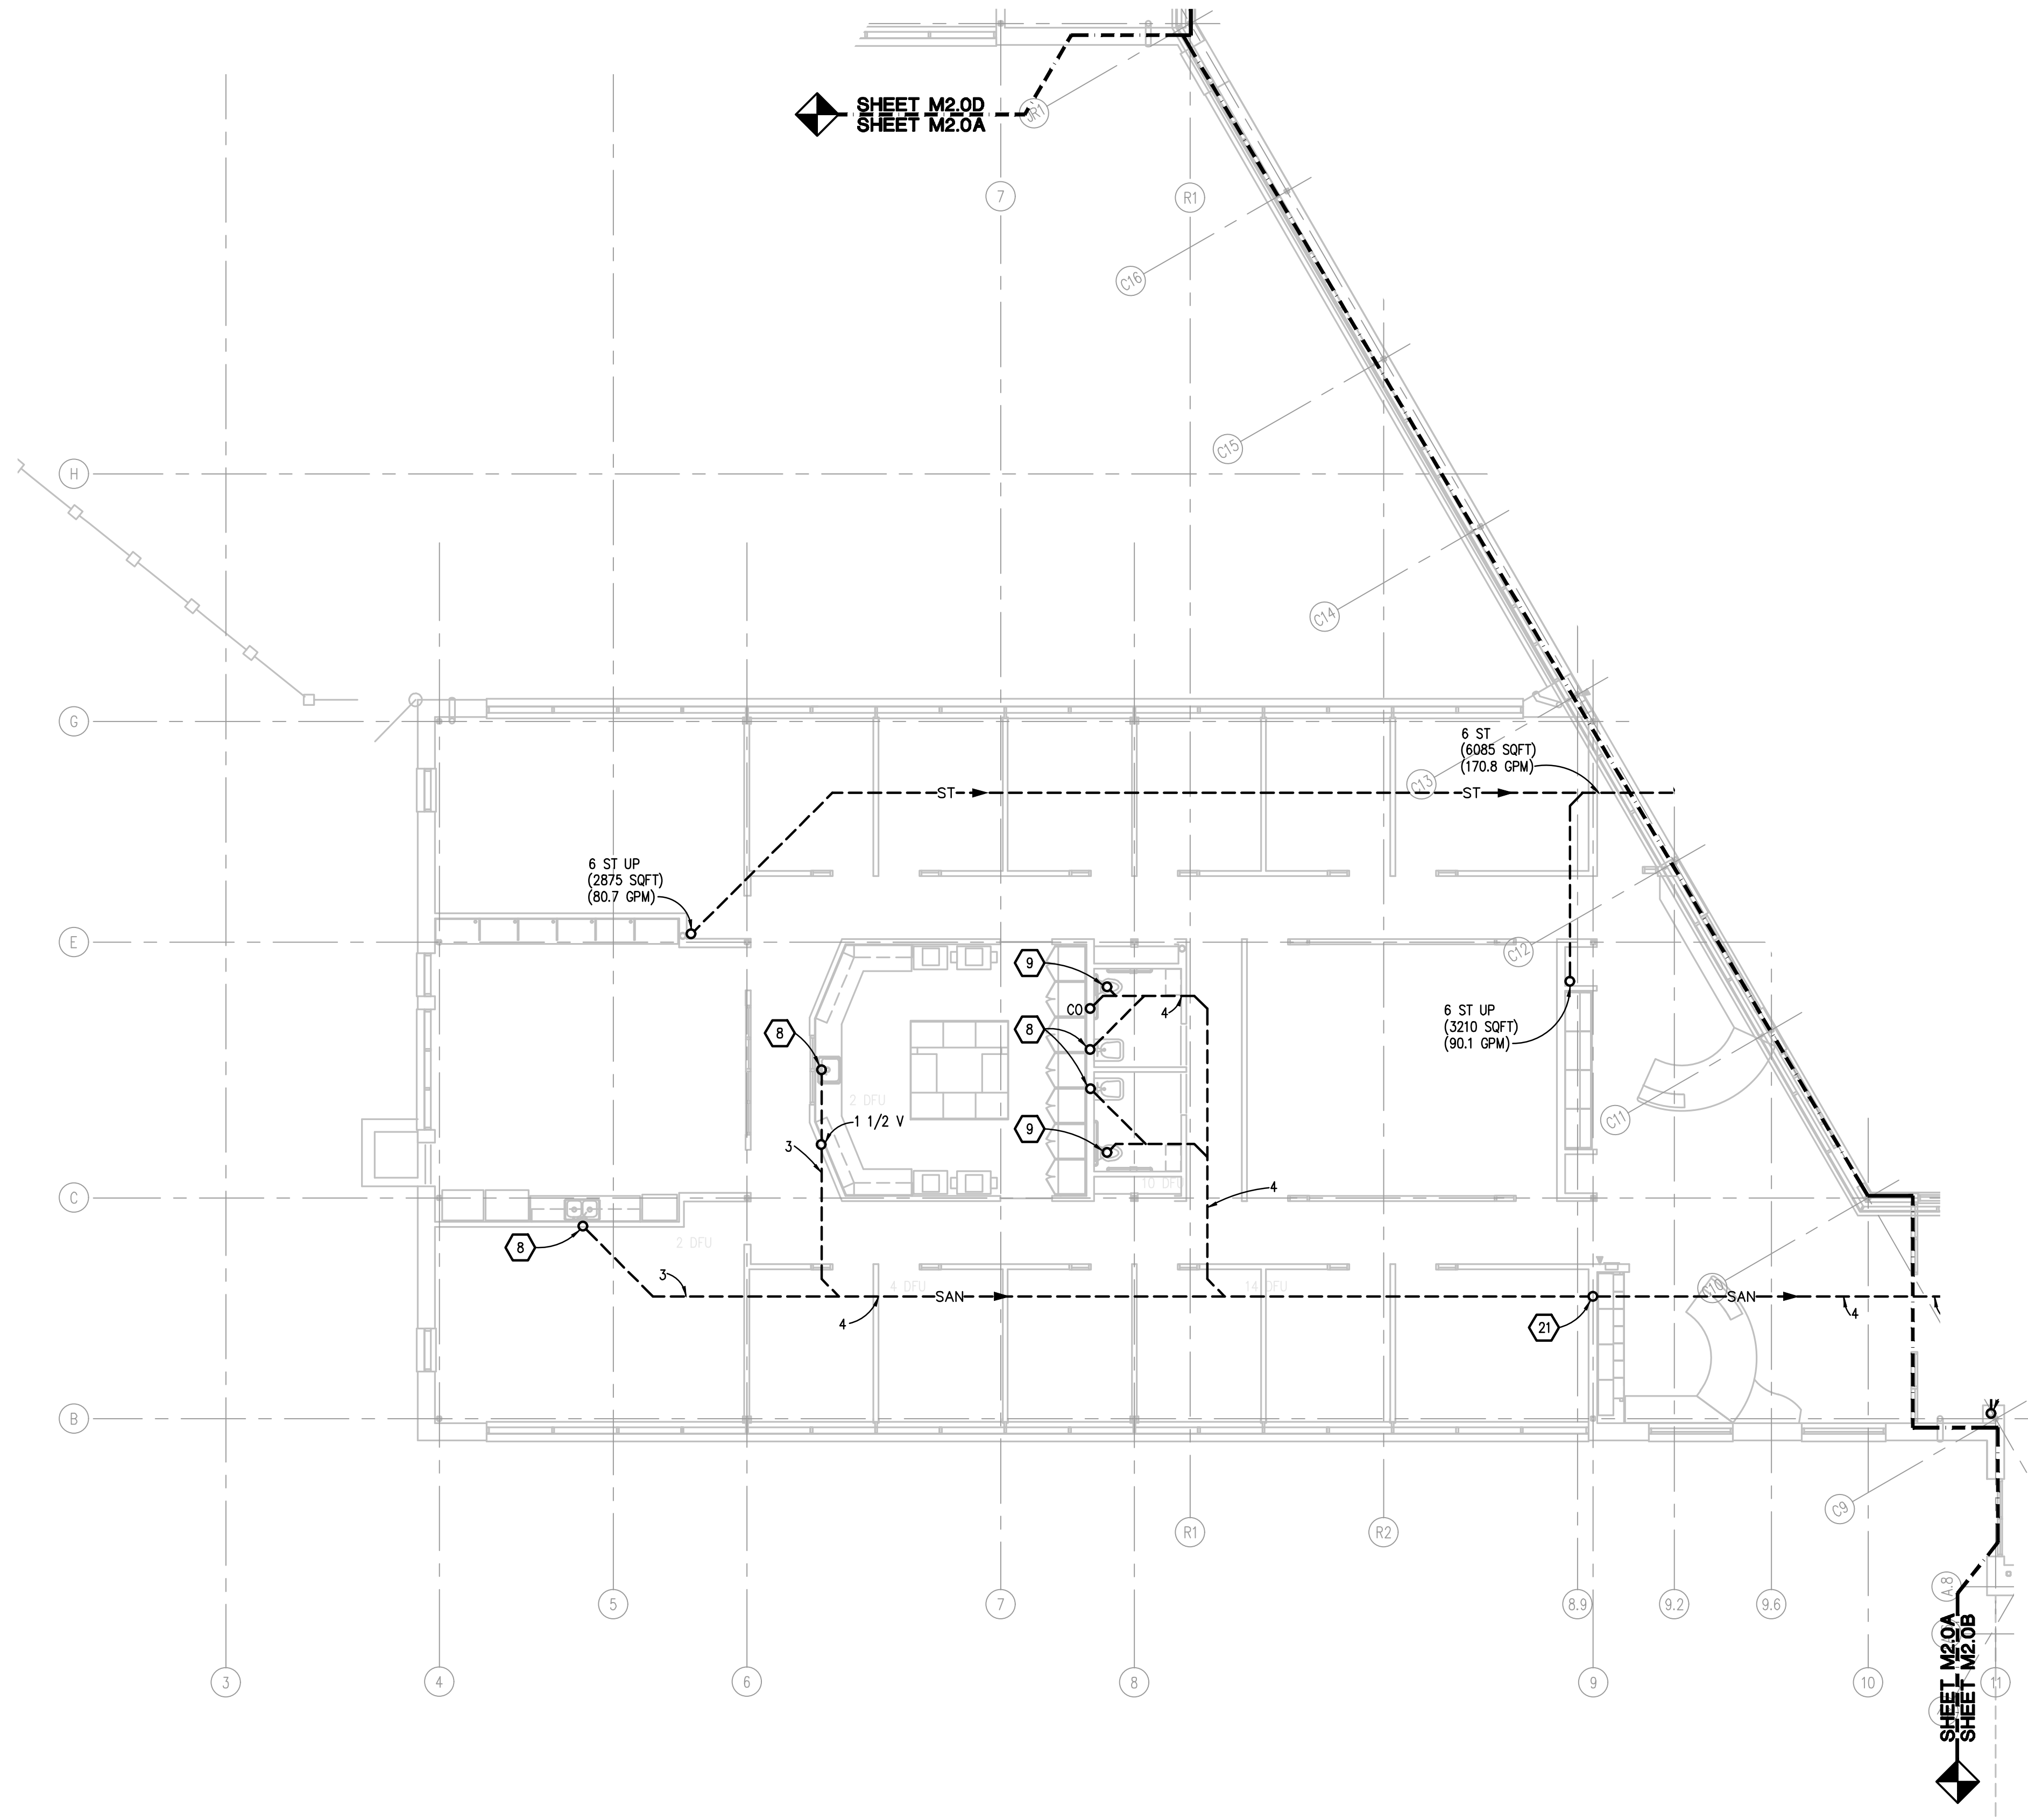 SHEET M2.0D
SHEET M2.0A
7
R1
C16
C15
H
C14
G
6 ST
(6085 SQFT)
(170.8 GPM)
C13
ST
ST
6 ST UP
(2875 SQFT)
(80.7 GPM)
E
C12
9
CO
4
6 ST UP
(3210 SQFT)
(90.1 GPM)
8
8
2 DFU
1 1/2 V
C11
3
9
10 DFU
C
4
8
2 DFU
3
4 DFU
14 DFU
SAN
SAN
4
4
21
B
C9
R1
R2
A.8
5
7
8.9
9.2
9.6
3
4
6
8
9
10
11
SHEET M2.0A
SHEET M2.0B